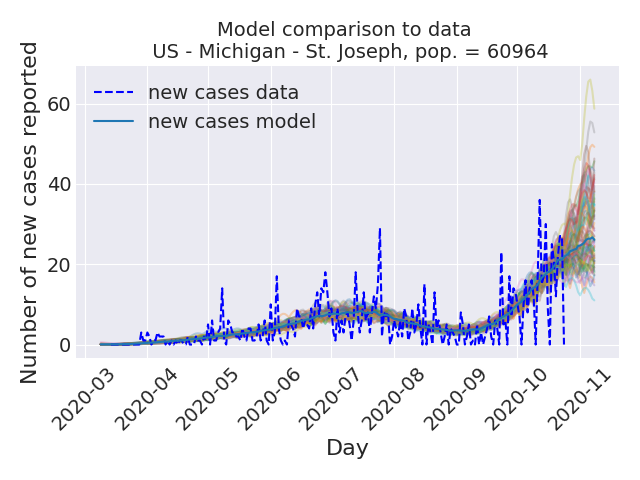 Model comparison to data
US - Michigan - St. Joseph, pop. = 60964
Number of new cases reported
60
40
20
0
new cases data
new cases model
2020-03
2020-04
2020-05
2020-06
2020-07
2020-08
2020-09
2020-10
2020-11
Day